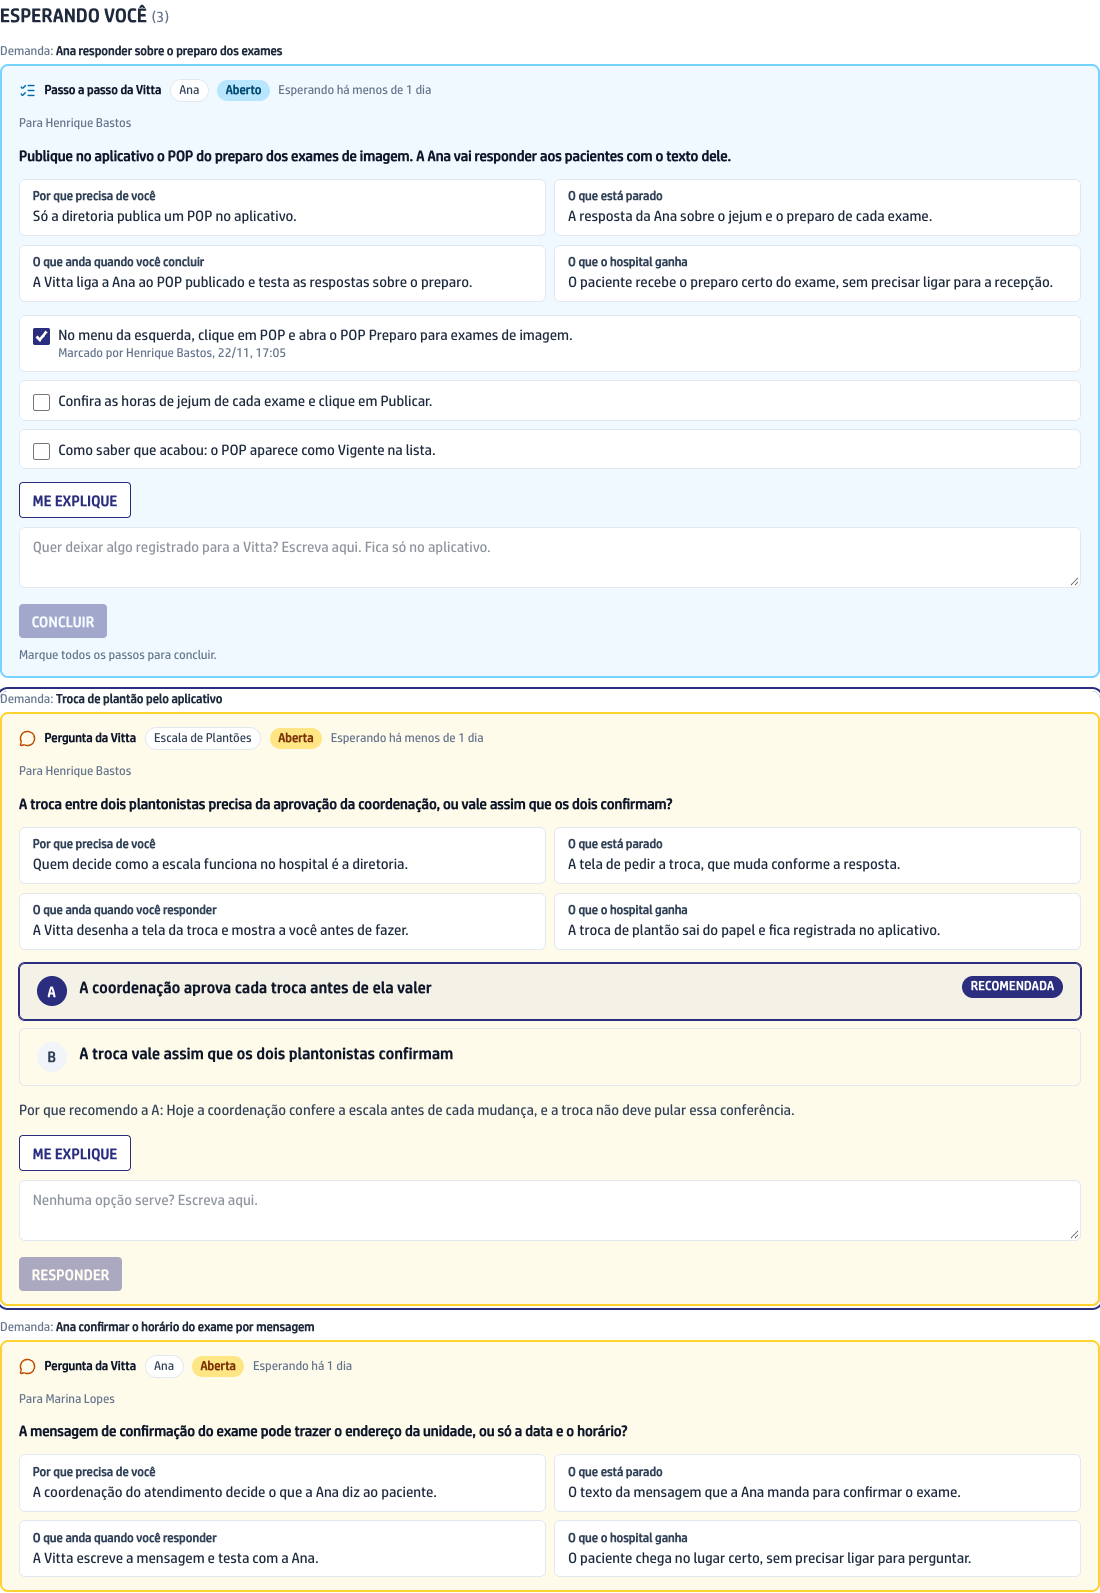 ESPERANDO VOCÊ (3)
Demanda: Ana responder sobre o preparo dos exames
Passo a passo da Vitta Ana Aberto Esperando há menos de 1 dia
Para Henrique Bastos
Publique no aplicativo o POP do preparo dos exames de imagem. A Ana vai responder aos pacientes com o texto dele.
Por que precisa de você
Só a diretoria publica um POP no aplicativo.
O que está parado
A resposta da Ana sobre o jejum e o preparo de cada exame.
O que anda quando você concluir
A Vitta liga a Ana ao POP publicado e testa as respostas sobre o preparo.
O que o hospital ganha
O paciente recebe o preparo certo do exame, sem precisar ligar para a recepção.
No menu da esquerda, clique em POP e abra o POP Preparo para exames de imagem.
Marcado por Henrique Bastos, 22/11, 17:05
Confira as horas de jejum de cada exame e clique em Publicar.
Como saber que acabou: o POP aparece como Vigente na lista.
ME EXPLIQUE
Quer deixar algo registrado para a Vitta? Escreva aqui. Fica só no aplicativo.
CONCLUIR
Marque todos os passos para concluir.
Demanda: Troca de plantão pelo aplicativo
Pergunta da Vitta Escala de Plantões Aberta Esperando há menos de 1 dia
Para Henrique Bastos
A troca entre dois plantonistas precisa da aprovação da coordenação, ou vale assim que os dois confirmam?
Por que precisa de você
Quem decide como a escala funciona no hospital é a diretoria.
O que está parado
A tela de pedir a troca, que muda conforme a resposta.
O que anda quando você responder
A Vitta desenha a tela da troca e mostra a você antes de fazer.
O que o hospital ganha
A troca de plantão sai do papel e fica registrada no aplicativo.
A A coordenação aprova cada troca antes de ela valer RECOMENDADA
B A troca vale assim que os dois plantonistas confirmam
Por que recomendo a A: Hoje a coordenação confere a escala antes de cada mudança, e a troca não deve pular essa conferência.
ME EXPLIQUE
Nenhuma opção serve? Escreva aqui.
RESPONDER
Demanda: Ana confirmar o horário do exame por mensagem
Pergunta da Vitta Ana Aberta Esperando há 1 dia
Para Marina Lopes
A mensagem de confirmação do exame pode trazer o endereço da unidade, ou só a data e o horário?
Por que precisa de você
A coordenação do atendimento decide o que a Ana diz ao paciente.
O que está parado
O texto da mensagem que a Ana manda para confirmar o exame.
O que anda quando você responder
A Vitta escreve a mensagem e testa com a Ana.
O que o hospital ganha
O paciente chega no lugar certo, sem precisar ligar para perguntar.